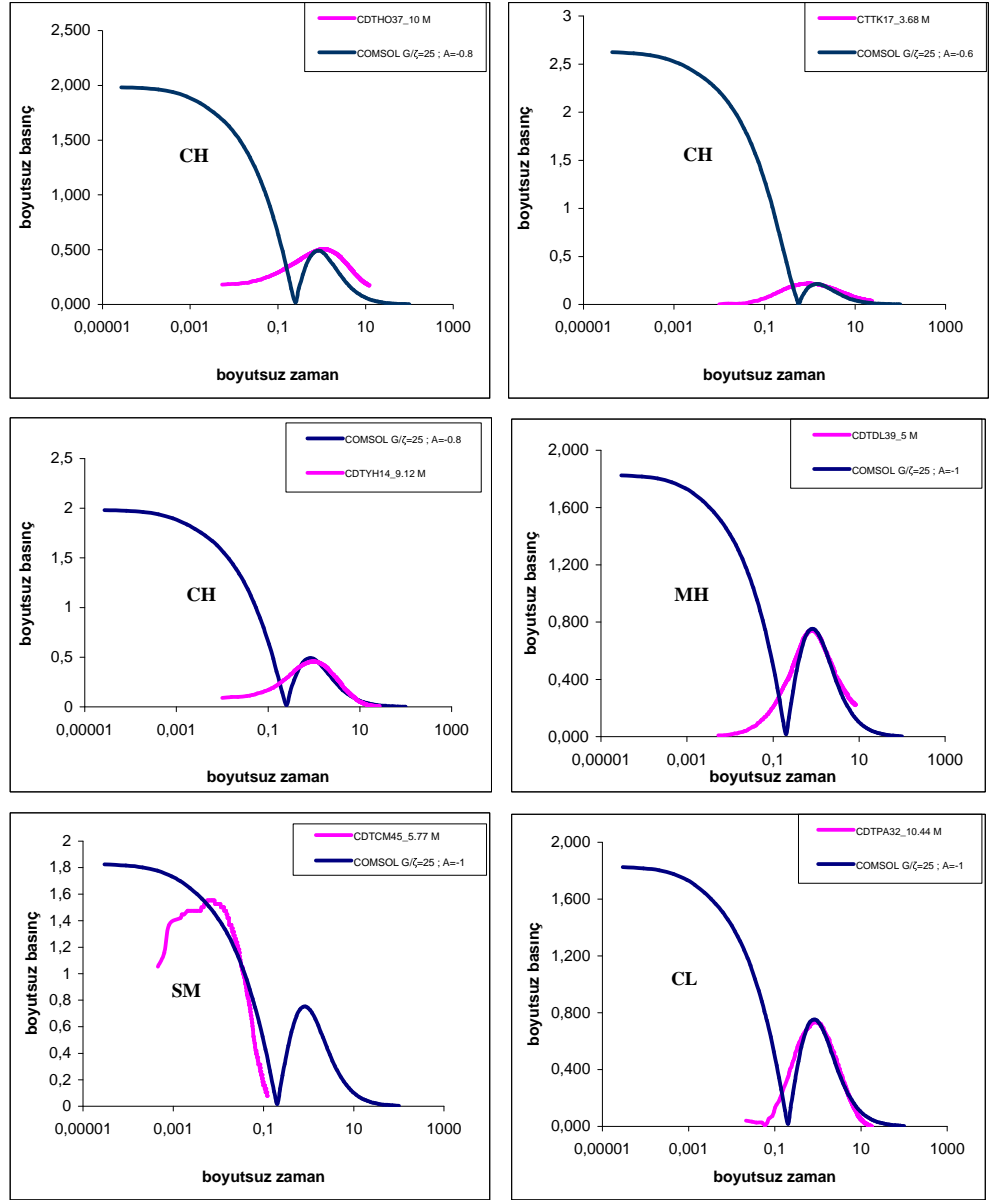 CDTHO37_10 M
COMSOL G/ζ=25 ; A=-0.8
2,500
2,000
1,500
1,000
0,500
0,000
boyutsuz basınç
CH
0,00001 0,001 0,1 10 1000
boyutsuz zaman
CTTK17_3.68 M
COMSOL G/ζ=25 ; A=-0.6
3
2,5
2
1,5
1
0,5
0
boyutsuz basınç
CH
0,00001 0,001 0,1 10 1000
boyutsuz zaman
COMSOL G/ζ=25 ; A=-0.8
CDTYH14_9.12 M
2,5
2
1,5
1
0,5
0
boyutsuz basınç
CH
0,00001 0,001 0,1 10 1000
boyutsuz zaman
CDTDL39_5 M
COMSOL G/ζ=25 ; A=-1
2,000
1,600
1,200
0,800
0,400
0,000
boyutsuz basınç
MH
0,00001 0,001 0,1 10 1000
boyutsuz zaman
CDTCM45_5.77 M
COMSOL G/ζ=25 ; A=-1
2
1,8
1,6
1,4
1,2
1
0,8
0,6
0,4
0,2
0
boyutsuz basınç
SM
0,00001 0,001 0,1 10 1000
boyutsuz zaman
CDTPA32_10.44 M
COMSOL G/ζ=25 ; A=-1
2,000
1,600
1,200
0,800
0,400
0,000
boyutsuz basınç
CL
0,00001 0,001 0,1 10 1000
boyutsuz zaman